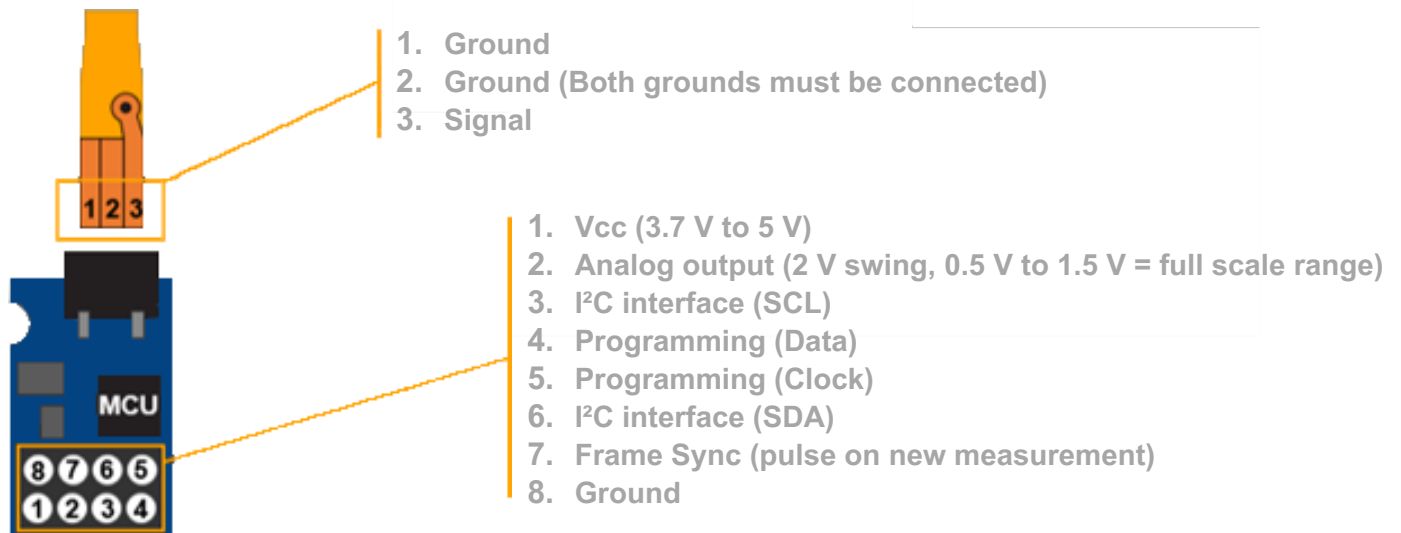 1. Ground
2. Ground (Both grounds must be connected)
3. Signal
1 2 3
1. Vcc (3.7 V to 5 V)
2. Analog output (2 V swing, 0.5 V to 1.5 V = full scale range)
3. I²C interface (SCL)
4. Programming (Data)
5. Programming (Clock)
6. I²C interface (SDA)
7. Frame Sync (pulse on new measurement)
8. Ground
MCU
8 7 6 5
1 2 3 4